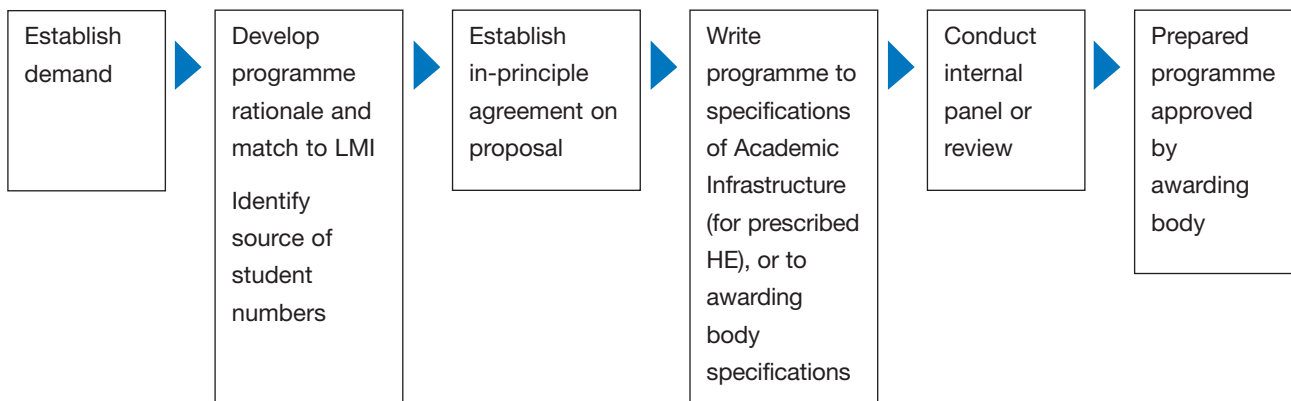 Establish
demand
Develop
programme
rationale and
match to LMI
Identify
source of
student
numbers
Establish
in-principle
agreement on
proposal
Write
programme to
specifications
of Academic
Infrastructure
(for prescribed
HE), or to
awarding
body
specifications
Conduct
internal
panel or
review
Prepared
programme
approved
by
awarding
body